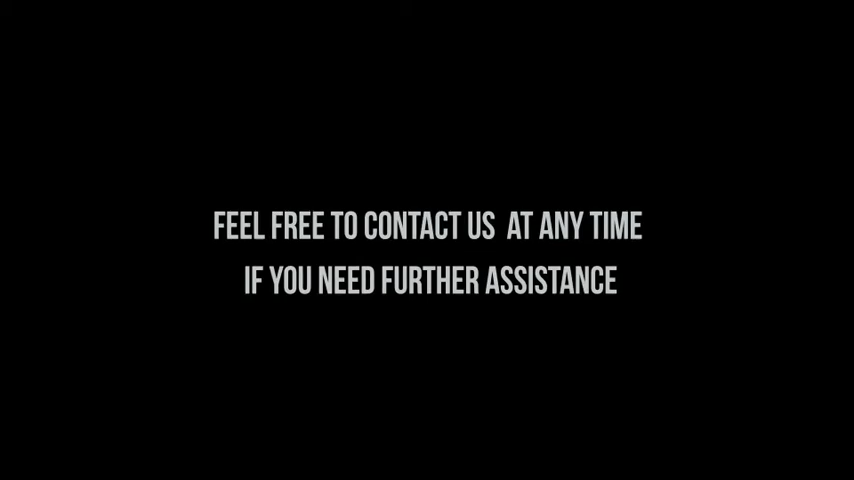 FEEL FREE TO CONTACT US  AT ANY TIME
IF YOU NEED FURTHER ASSISTANCE